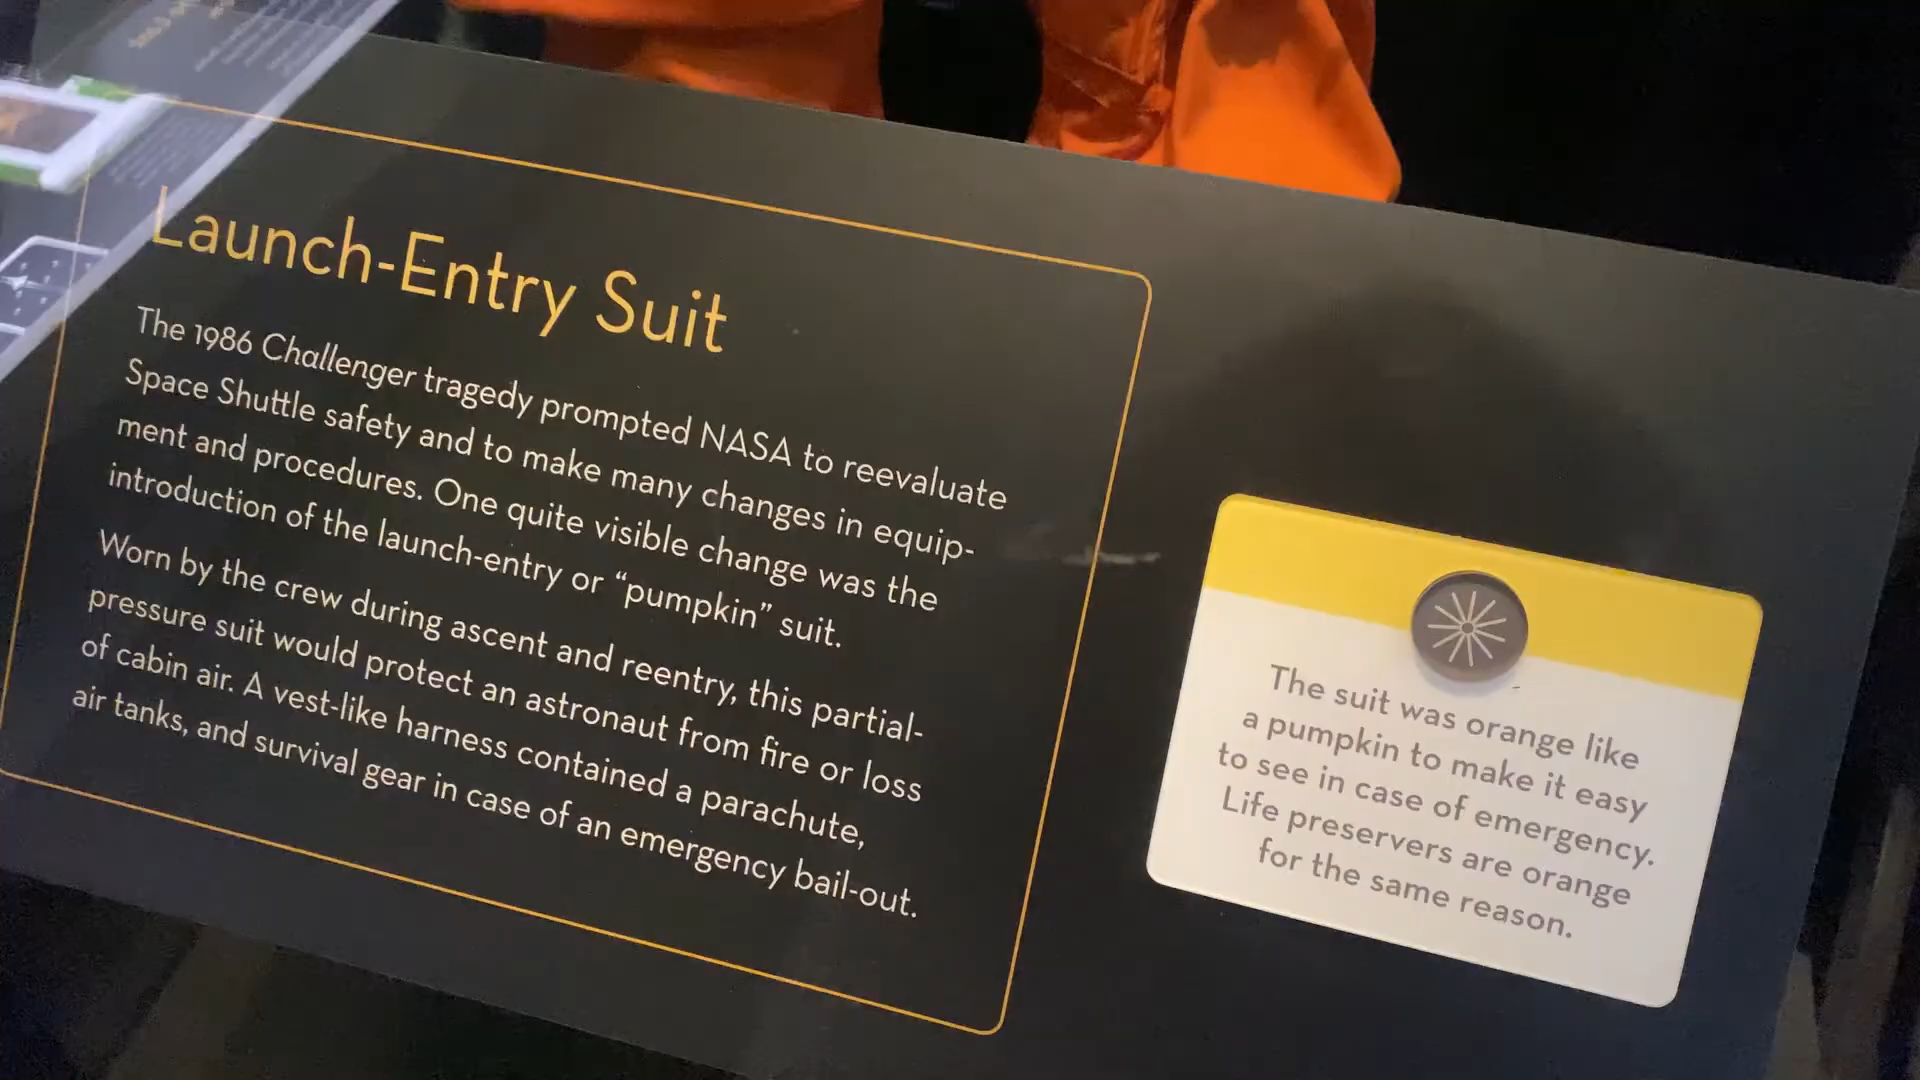 Launch-Entry Suit
The 1986 Challenger tragedy prompted NASA to reevaluate
Space Shuttle safety and to make many changes in equip-
ment and procedures. One quite visible change was the
introduction of the launch-entry or “pumpkin” suit.
Worn by the crew during ascent and reentry, this partial-
pressure suit would protect an astronaut from fire or loss
of cabin air. A vest-like harness contained a parachute,
air tanks, and survival gear in case of an emergency bail-out.
The suit was orange like
a pumpkin to make it easy
to see in case of emergency.
Life preservers are orange
for the same reason.